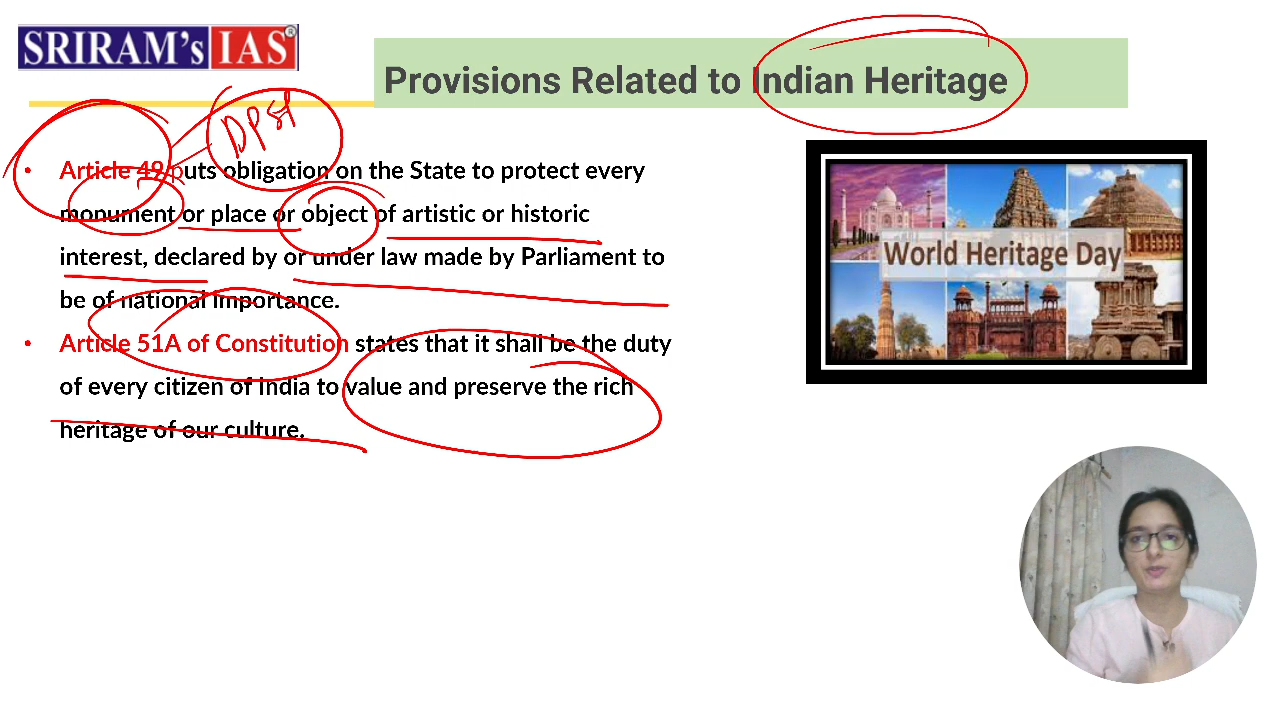 SRIRAM's IAS®
Provisions Related to Indian Heritage
DPSP
• Article 49 puts obligation on the State to protect every
monument or place or object of artistic or historic
interest, declared by or under law made by Parliament to
be of national importance.
• Article 51A of Constitution states that it shall be the duty
of every citizen of India to value and preserve the rich
heritage of our culture.
World Heritage Day